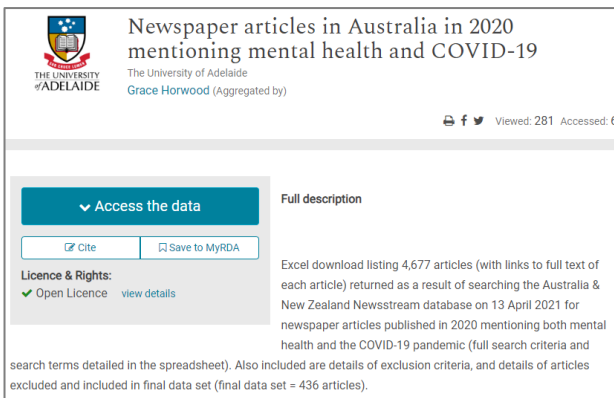 Newspaper articles in Australia in 2020
mentioning mental health and COVID-19
THE UNIVERSITY
of ADELAIDE
The University of Adelaide
Grace Horwood (Aggregated by)
Viewed: 281 Accessed: 6
Access the data
Cite
Save to MyRDA
Licence & Rights:
Open Licence view details
Full description
Excel download listing 4,677 articles (with links to full text of
each article) returned as a result of searching the Australia &
New Zealand Newsstream database on 13 April 2021 for
newspaper articles published in 2020 mentioning both mental
health and the COVID-19 pandemic (full search criteria and
search terms detailed in the spreadsheet). Also included are details of exclusion criteria, and details of articles
excluded and included in final data set (final data set = 436 articles).